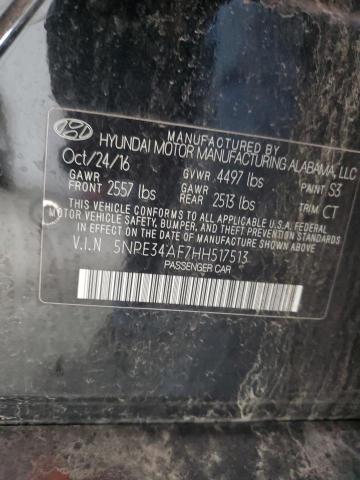 MANUFACTURED BY
HYUNDAI MOTOR MANUFACTURING ALABAMA, LLC
Oct/24/16 GVWR 4497 lbs PAINT S3
GAWR FRONT 2557 lbs GAWR REAR 2513 lbs TRIM CT
THIS VEHICLE CONFORMS TO ALL APPLICABLE U.S.A. FEDERAL
MOTOR VEHICLE SAFETY, BUMPER, AND THEFT PREVENTION STANDARDS
IN EFFECT ON THE DATE OF MANUFACTURE SHOWN ABOVE.
V.I.N 5NPE34AF7HH517513
PASSENGER CAR